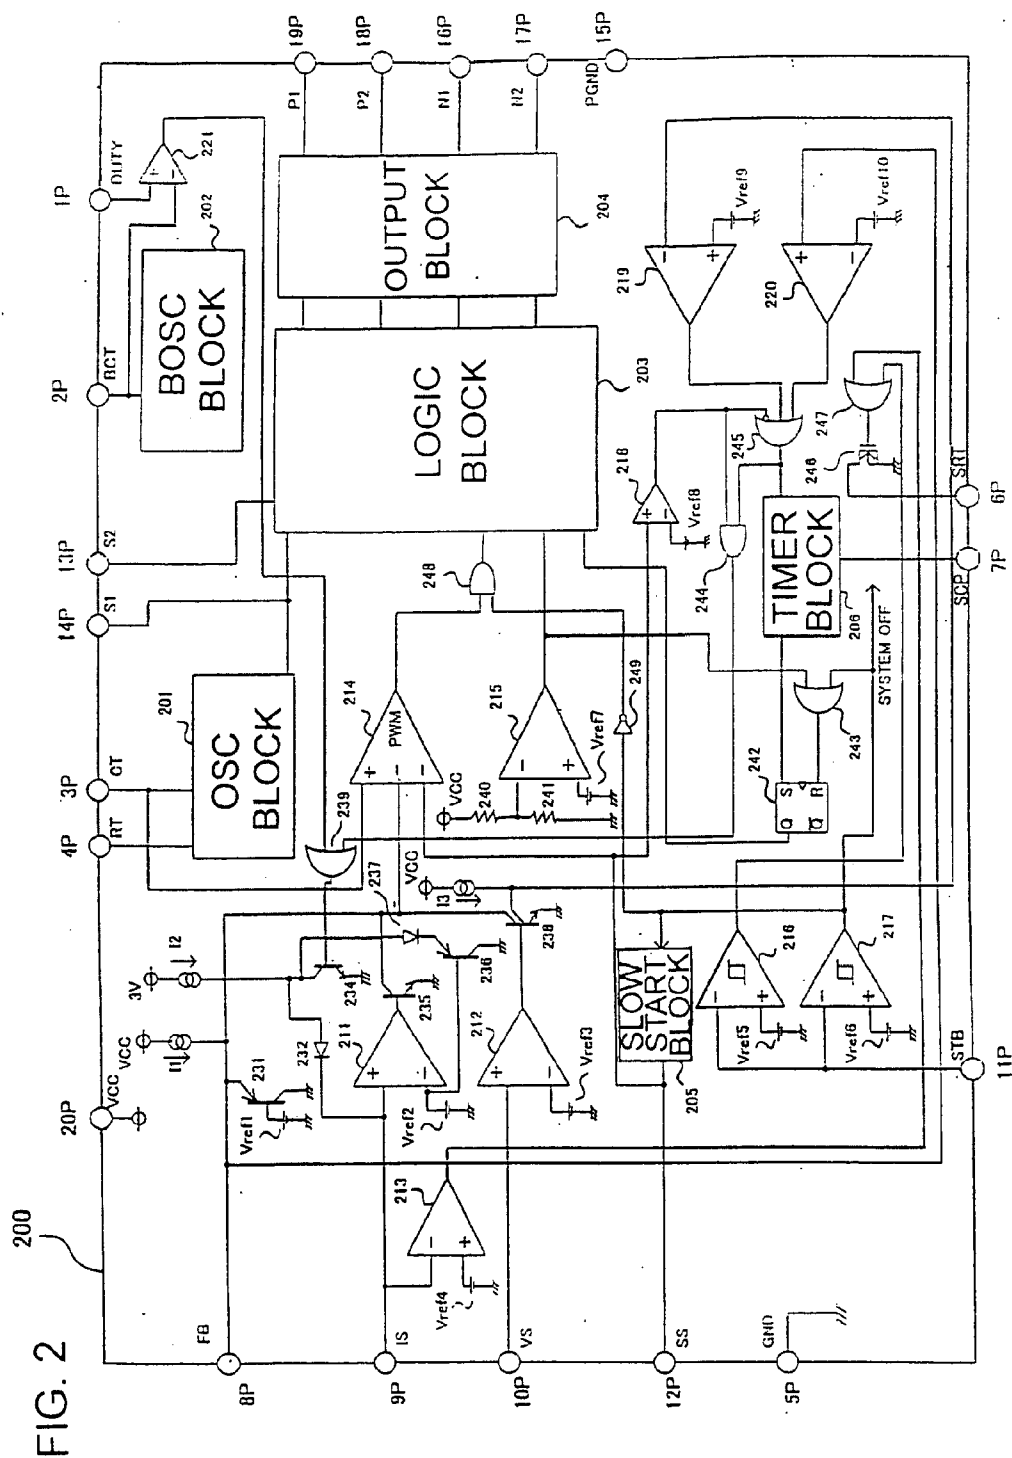 FIG. 2
200
1P
DUTY
2P
BCT
13P
S2
14P
S1
3P
CT
4P
RT
20P
VCC
221
202
BOSC
BLOCK
201
OSC
BLOCK
19P
P1
18P
P2
16P
N1
17P
N2
15P
PGND
OUTPUT
BLOCK
204
LOGIC
BLOCK
203
219
Vref9
220
Vref10
218
Vref8
245
244
247
246
SRT
6P
SCP
7P
TIMER
BLOCK
206
SYSTEM OFF
243
242
S
R
Q
Q̅
248
249
214
PWM
215
Vref7
VCC
240
241
239
237
VCC
I3
3V
I2
VCC
I1
231
Vref1
232
234
235
236
238
211
Vref2
212
Vref3
213
Vref4
SLOW
START
BLOCK
205
216
Vref5
217
Vref6
STB
11P
FB
8P
IS
9P
VS
10P
SS
12P
GND
5P